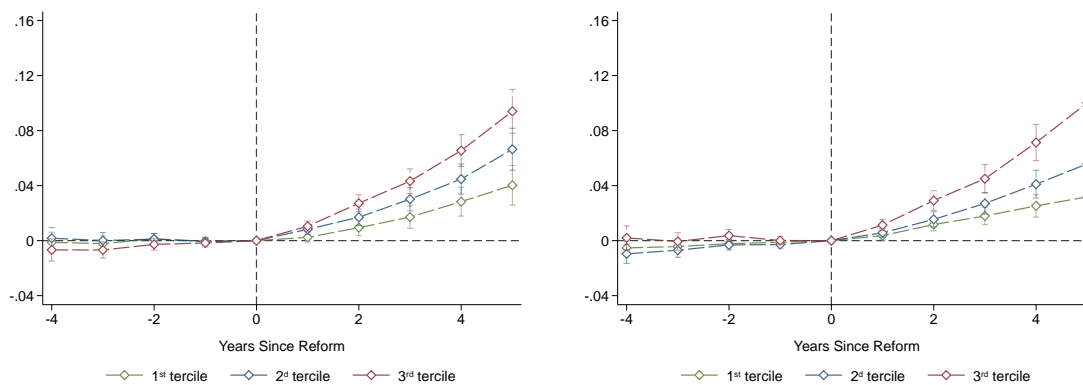 .16
.12
.08
.04
0
-.04
-4 -2 0 2 4
Years Since Reform
1st tercile 2d tercile 3rd tercile
.16
.12
.08
.04
0
-.04
-4 -2 0 2 4
Years Since Reform
1st tercile 2d tercile 3rd tercile